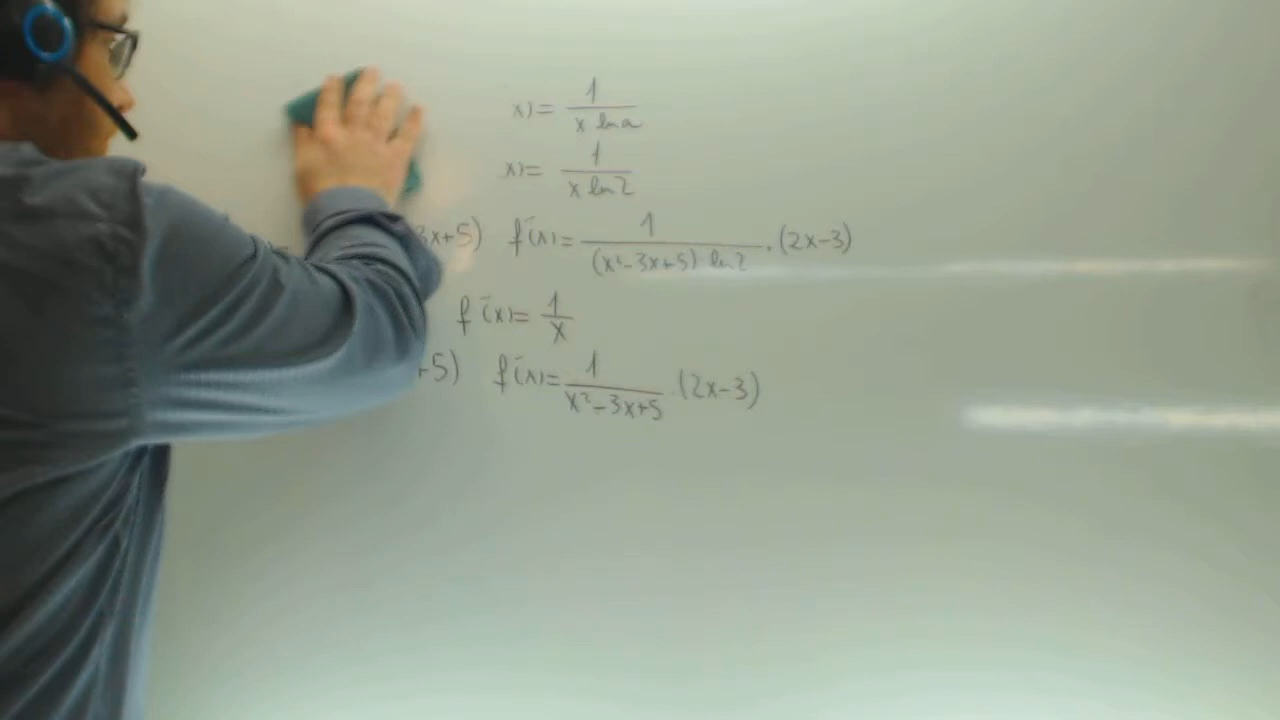 x) = 1/(x ln a)
x) = 1/(x ln 2)
3x+5) f'(x) = 1/((x²-3x+5) ln 2) · (2x-3)
f'(x) = 1/x
+5) f'(x) = 1/(x²-3x+5) · (2x-3)